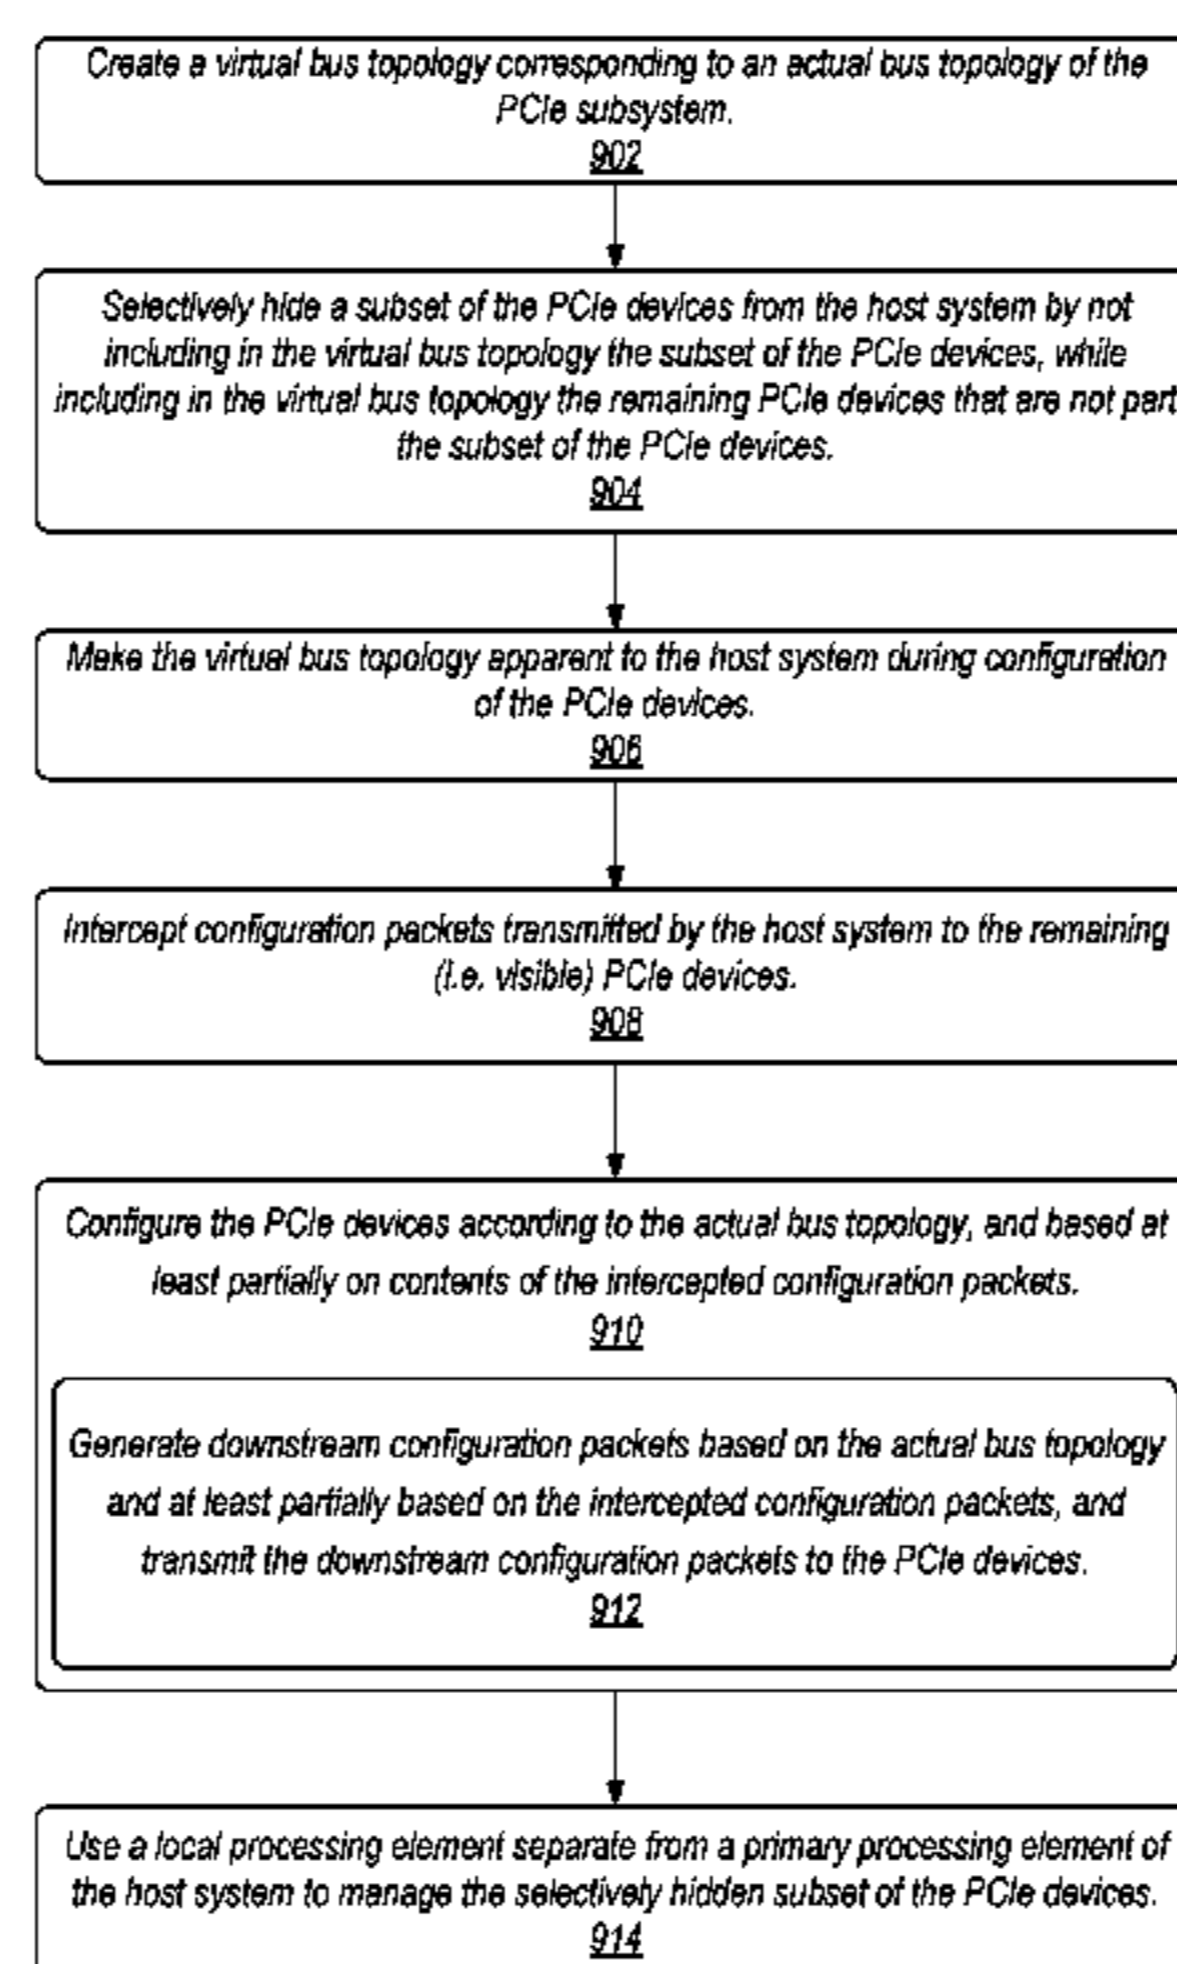 Create a virtual bus topology corresponding to an actual bus topology of the
PCIe subsystem.
902
Selectively hide a subset of the PCIe devices from the host system by not
including in the virtual bus topology the subset of the PCIe devices, while
including in the virtual bus topology the remaining PCIe devices that are not part
the subset of the PCIe devices.
904
Make the virtual bus topology apparent to the host system during configuration
of the PCIe devices.
906
Intercept configuration packets transmitted by the host system to the remaining
(i.e. visible) PCIe devices.
908
Configure the PCIe devices according to the actual bus topology, and based at
least partially on contents of the intercepted configuration packets.
910
Generate downstream configuration packets based on the actual bus topology
and at least partially based on the intercepted configuration packets, and
transmit the downstream configuration packets to the PCIe devices.
912
Use a local processing element separate from a primary processing element of
the host system to manage the selectively hidden subset of the PCIe devices.
914